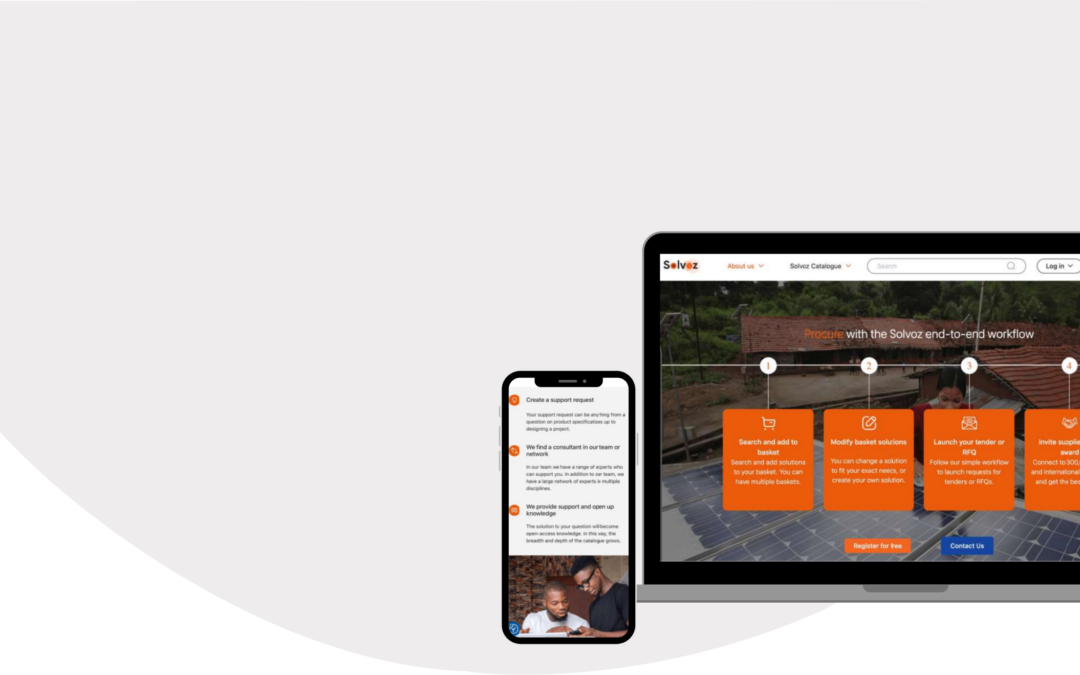 Solvoz
About us
Solvoz Catalogue
Search
Log in
Procure with the Solvoz end-to-end workflow
1
2
3
4
Search and add to
basket
Search and add solutions
to your basket. You can
have multiple baskets.
Modify basket solutions
You can change a solution
to fit your exact needs, or
create your own solution.
Launch your tender or
RFQ
Follow our simple workflow
to launch requests for
tenders or RFQs.
Invite
award
Connect to 300,
and international
and get the
Register for free
Contact Us
Create a support request
Your support request can be anything from a
question on product specifications up to
designing a project.
We find a consultant in our team or
network
In our team we have a range of experts who
can support you. In addition to our team, we
have a large network of experts is multiple
disciplines.
We provide support and open up
knowledge
The solution to your question will become
open-access knowledge. In this way, the
breadth and depth of the catalogue grows.